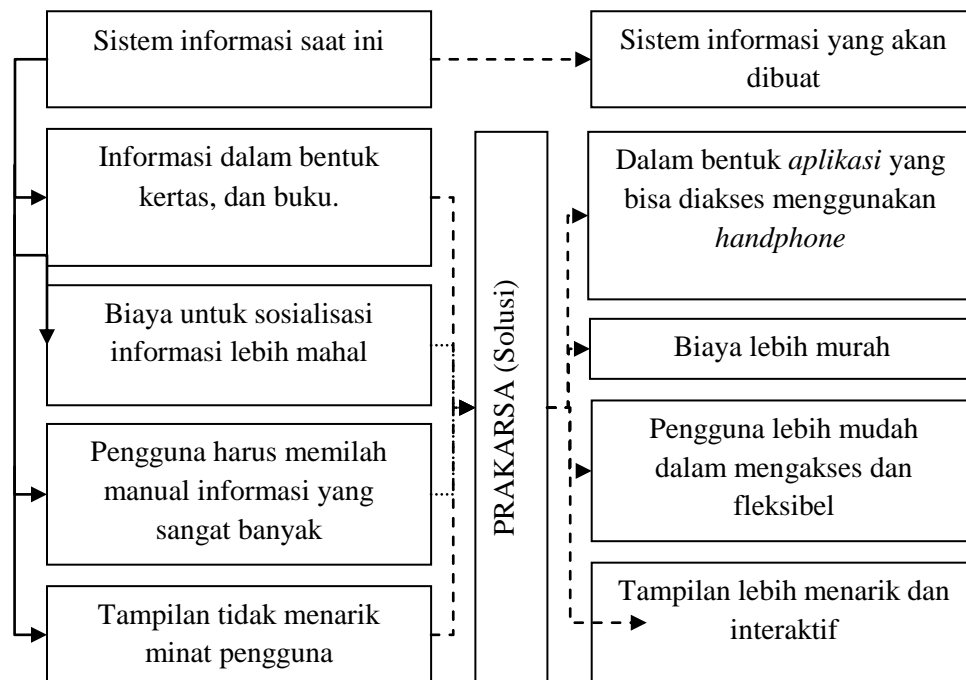 Sistem informasi saat ini
Sistem informasi yang akan
dibuat
Informasi dalam bentuk
kertas, dan buku.
Biaya untuk sosialisasi
informasi lebih mahal
Pengguna harus memilah
manual informasi yang
sangat banyak
Tampilan tidak menarik
minat pengguna
PRAKARSA (Solusi)
Dalam bentuk aplikasi yang
bisa diakses menggunakan
handphone
Biaya lebih murah
Pengguna lebih mudah
dalam mengakses dan
fleksibel
Tampilan lebih menarik dan
interaktif